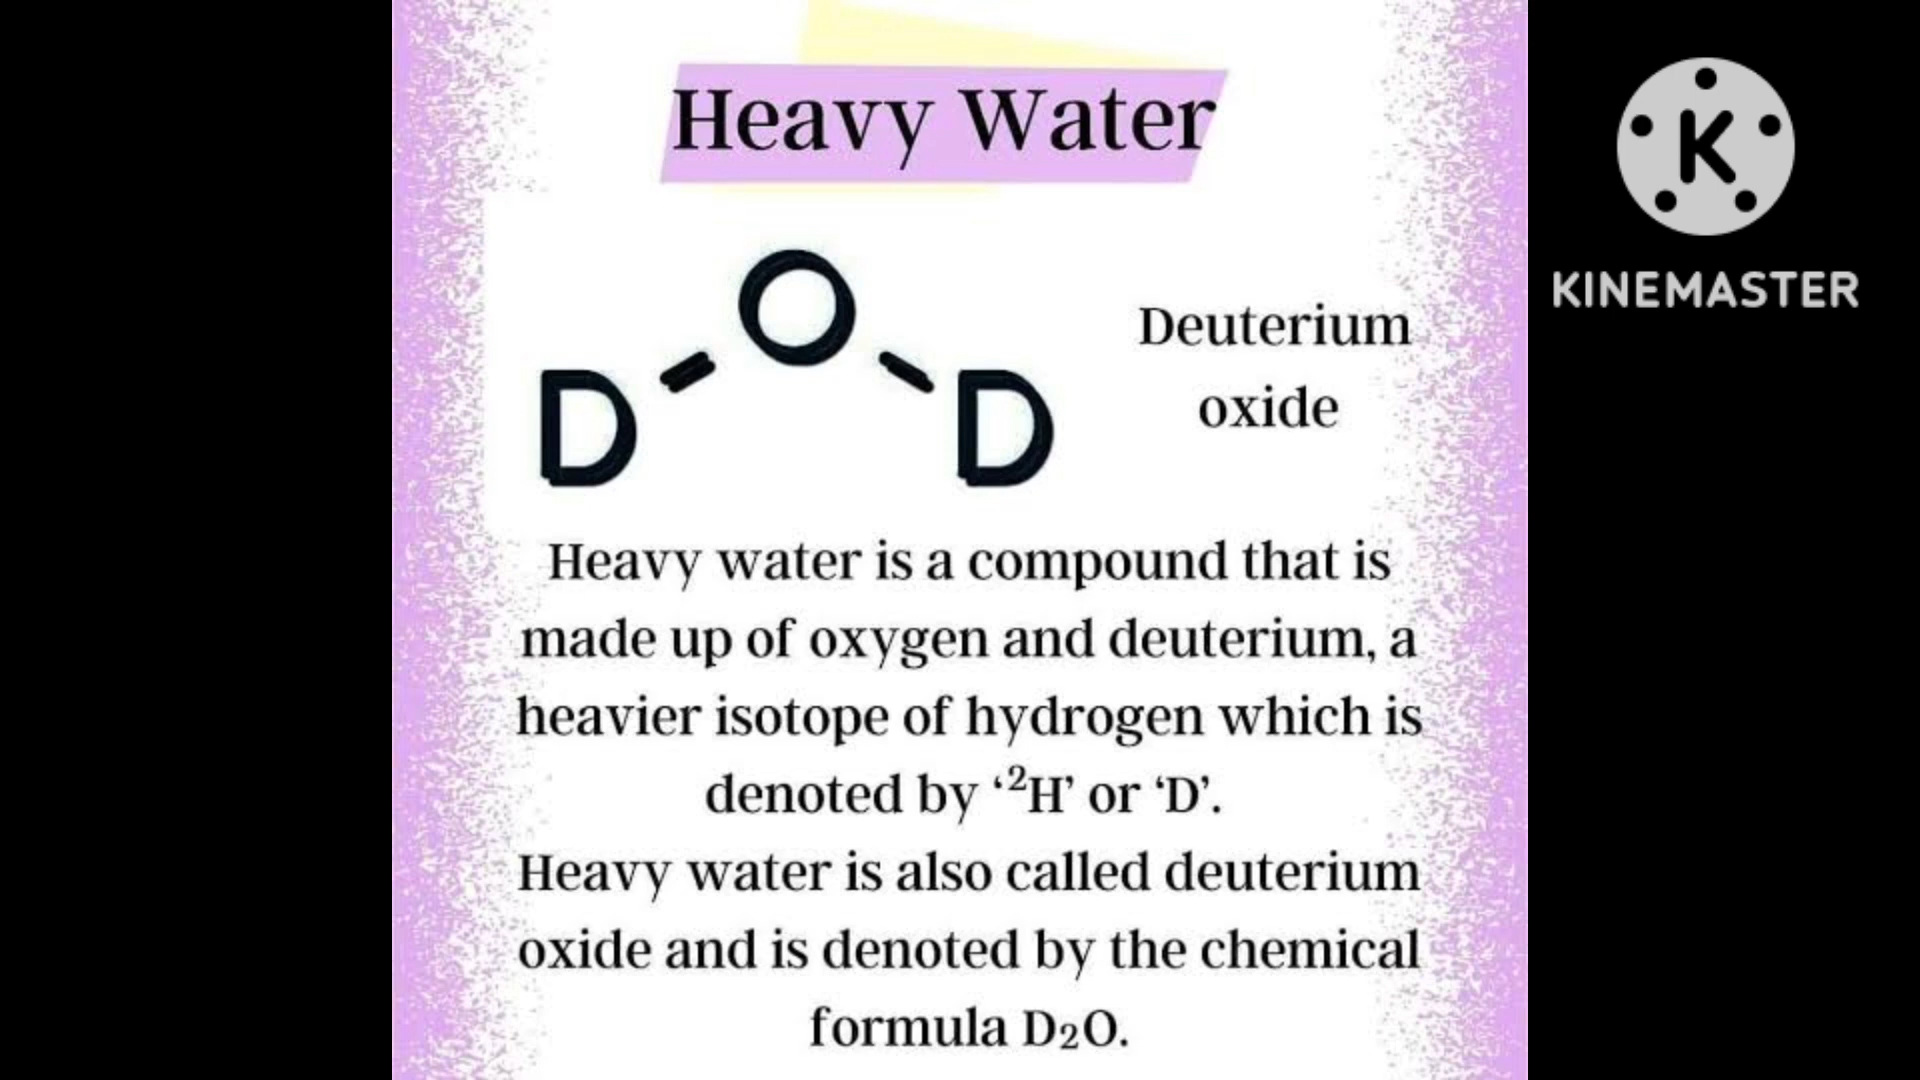 Heavy Water
K
KINEMASTER
O
D D
Deuterium
oxide
Heavy water is a compound that is
made up of oxygen and deuterium, a
heavier isotope of hydrogen which is
denoted by ‘²H’ or ‘D’.
Heavy water is also called deuterium
oxide and is denoted by the chemical
formula D₂O.